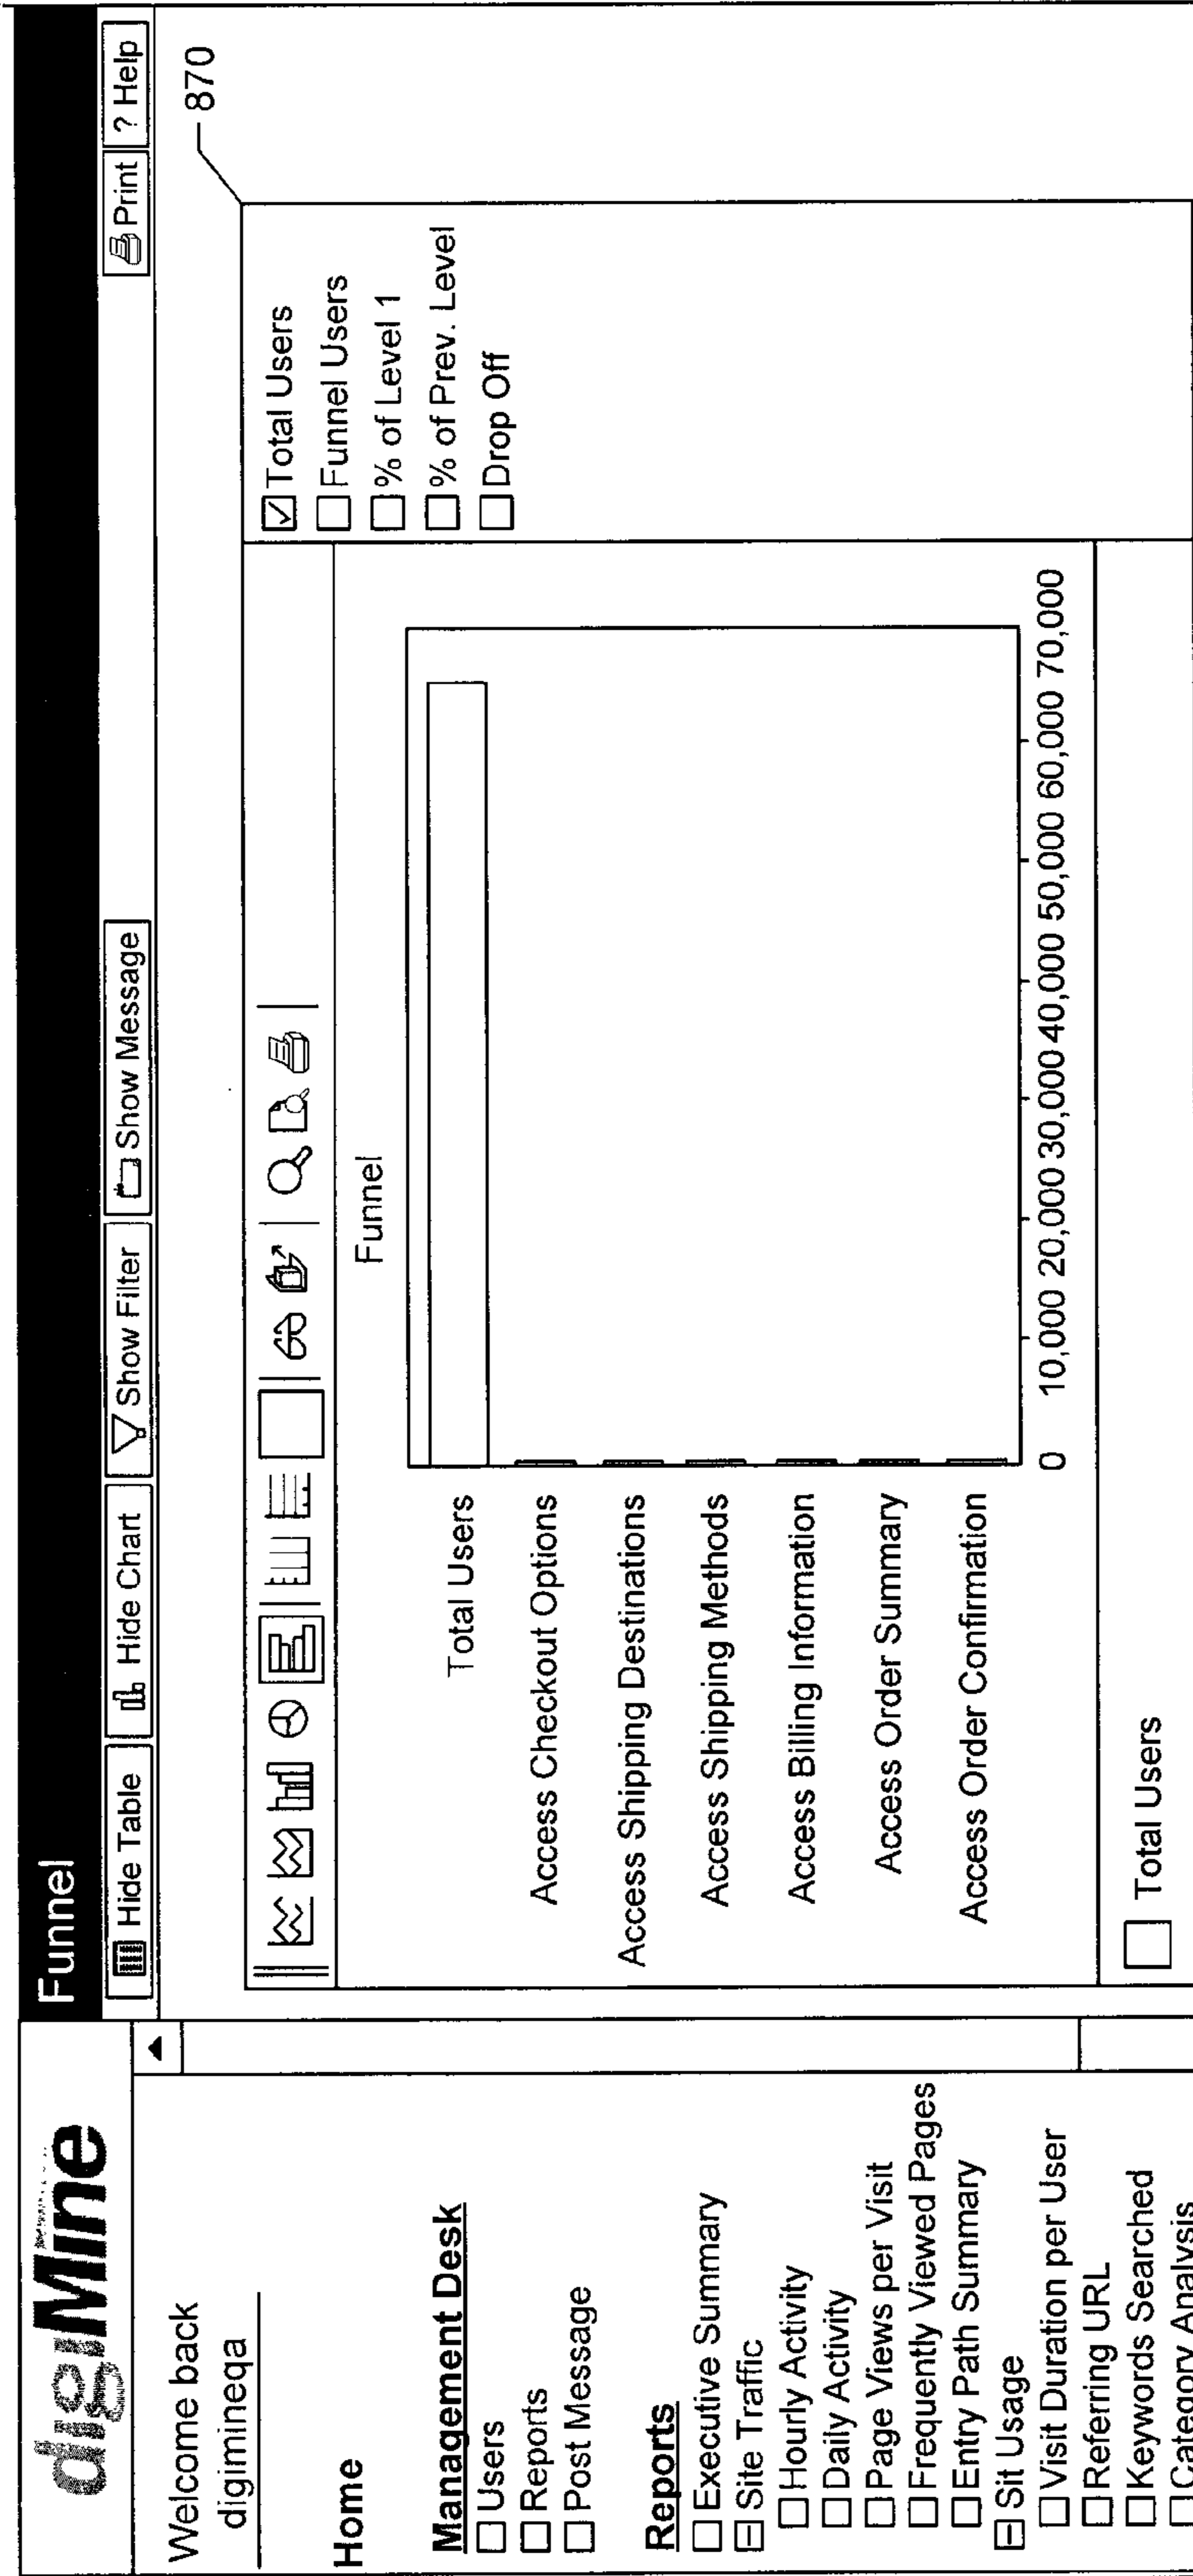 digiMine
Welcome back
digimineqa
Home
Management Desk
Users
Reports
Post Message
Reports
Executive Summary
Site Traffic
Hourly Activity
Daily Activity
Page Views per Visit
Frequently Viewed Pages
Entry Path Summary
Sit Usage
Visit Duration per User
Referring URL
Keywords Searched
Category Analysis
Funnel
Hide Table
Hide Chart
Show Filter
Show Message
Print
? Help
870
Funnel
Total Users
Access Checkout Options
Access Shipping Destinations
Access Shipping Methods
Access Billing Information
Access Order Summary
Access Order Confirmation
0 10,000 20,000 30,000 40,000 50,000 60,000 70,000
Total Users
Total Users
Funnel Users
% of Level 1
% of Prev. Level
Drop Off